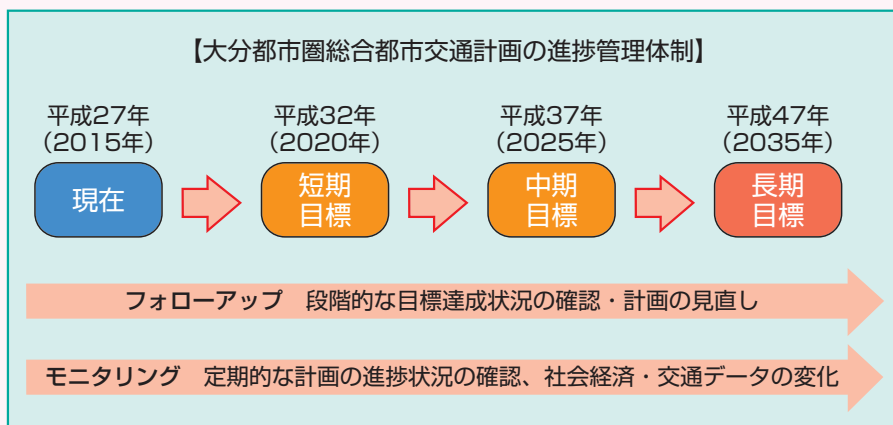 【大分都市圏総合都市交通計画の進捗管理体制】
平成27年
（2015年）
平成32年
（2020年）
平成37年
（2025年）
平成47年
（2035年）
現在
短期
目標
中期
目標
長期
目標
フォローアップ　段階的な目標達成状況の確認・計画の見直し
モニタリング　定期的な計画の進捗状況の確認、社会経済・交通データの変化